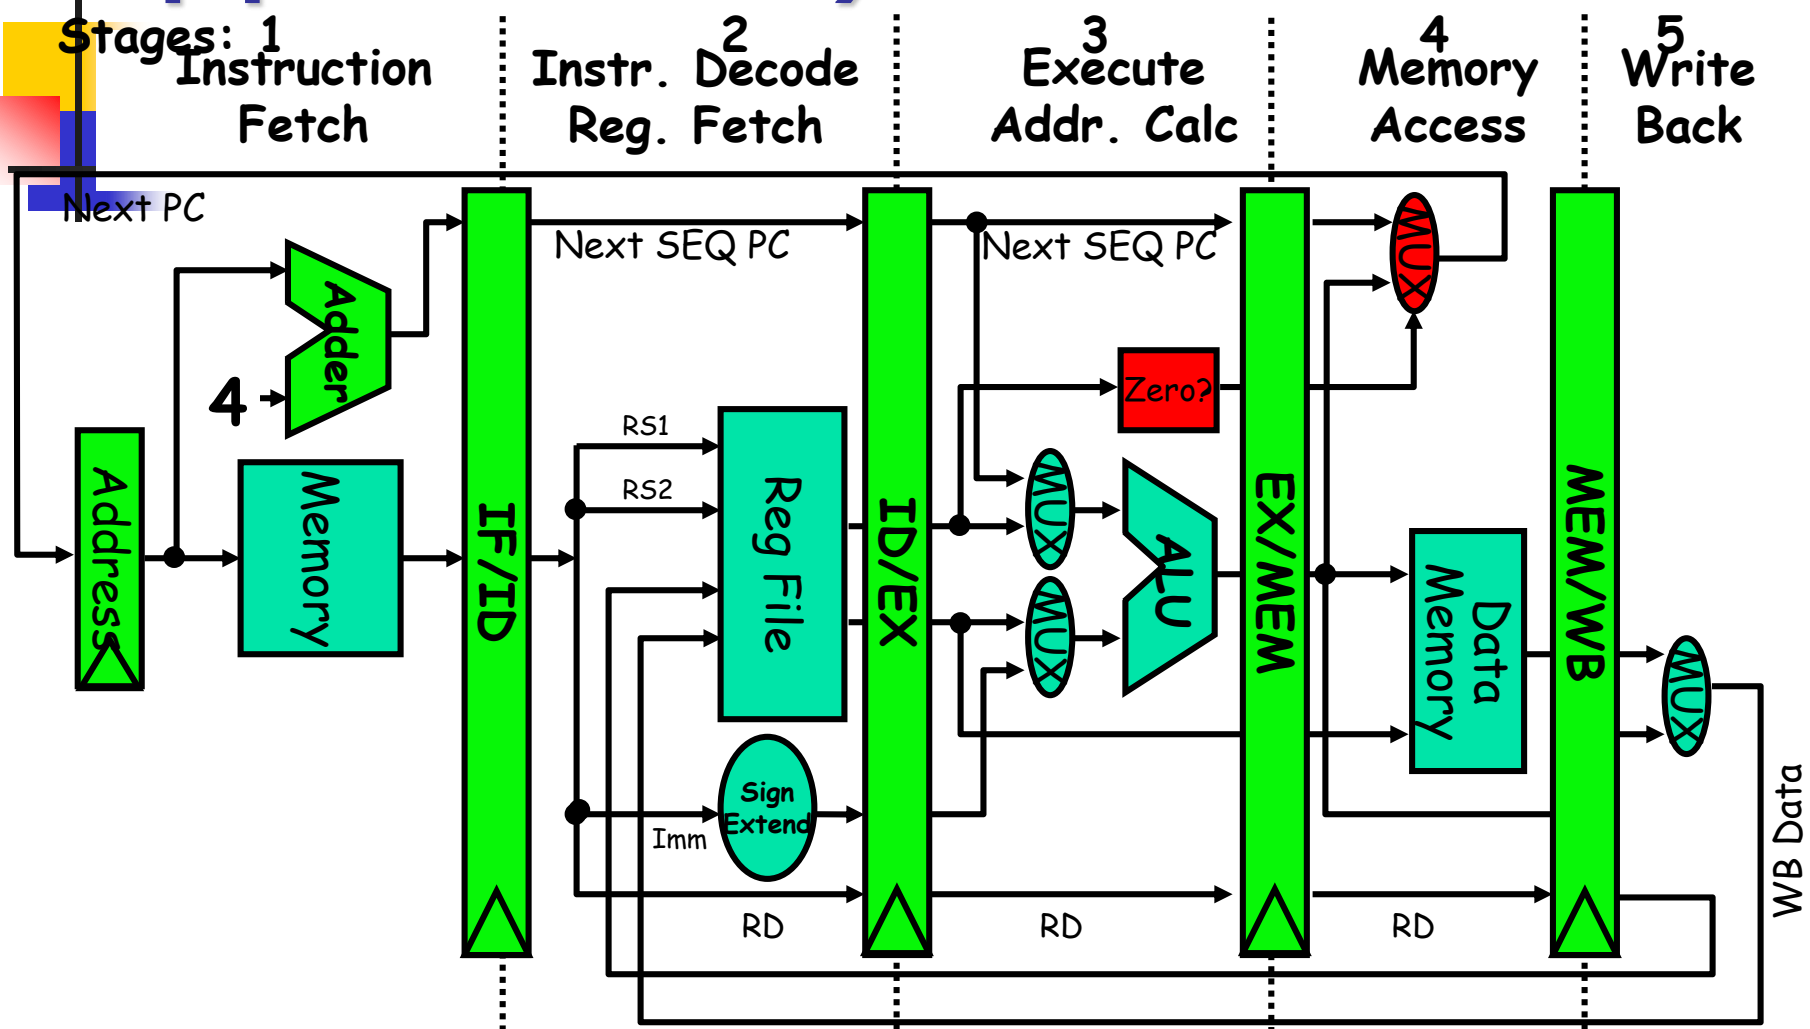 Stages: 1 2 3 4 5
Instruction Fetch
Instr. Decode Reg. Fetch
Execute Addr. Calc
Memory Access
Write Back
Next PC
Next SEQ PC
Next SEQ PC
MUX
Adder
4
Zero?
RS1
RS2
Address
Memory
IF/ID
Reg File
ID/EX
MUX
MUX
ALU
EX/MEM
Data Memory
MEM/WB
MUX
Sign Extend
Imm
WB Data
RD
RD
RD